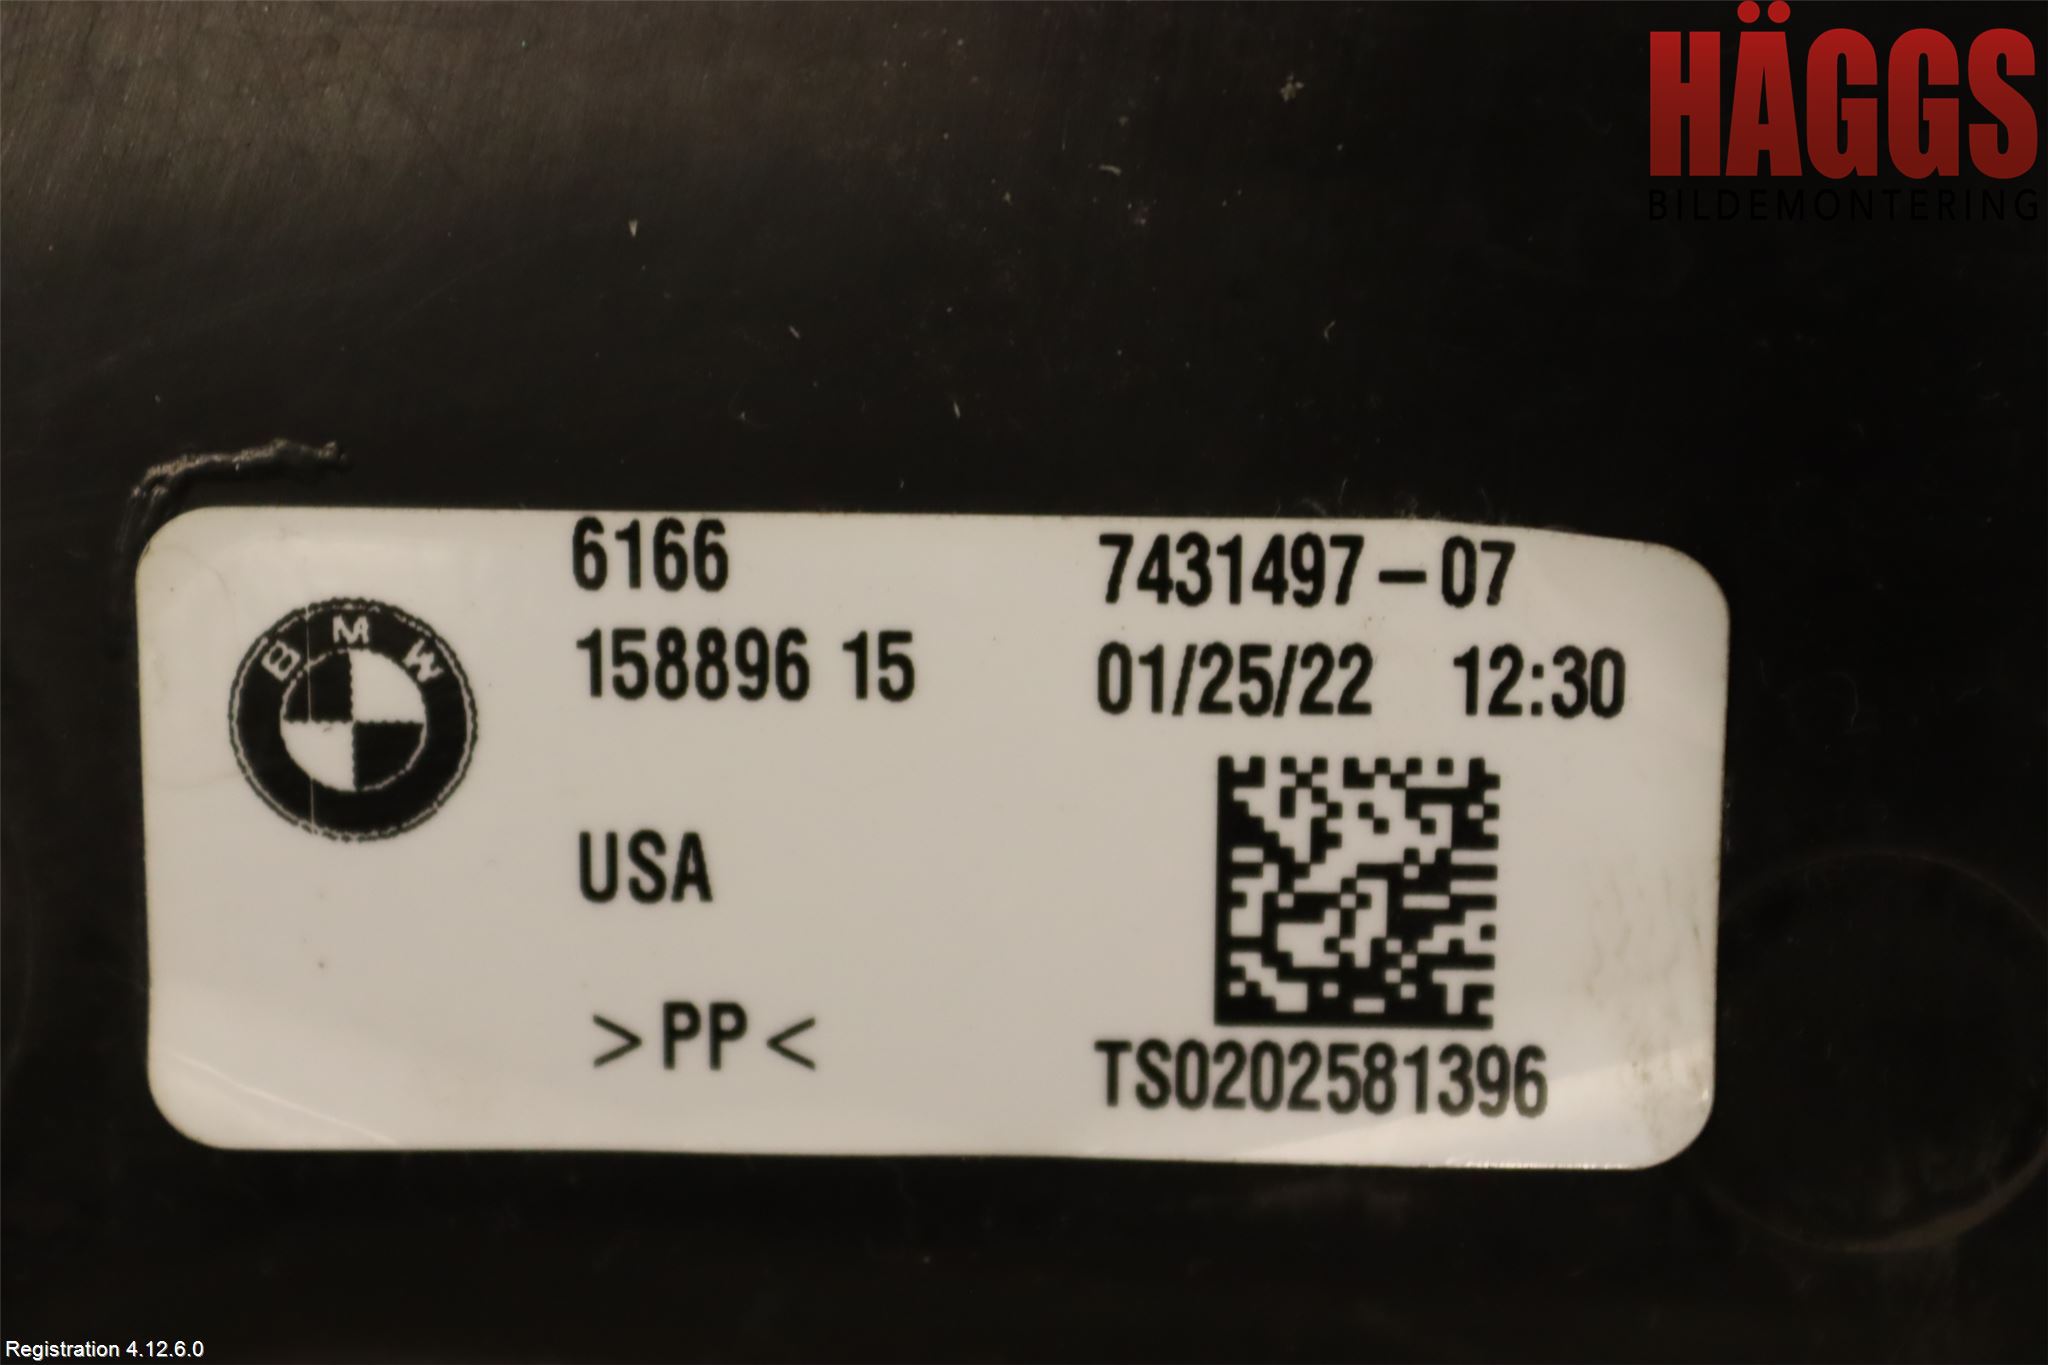 HÄGGS
BILDEMONTERING
6166 7431497-07
158896 15 01/25/22 12:30
BMW
USA
>PP<
TS0202581396
Registration 4.12.6.0